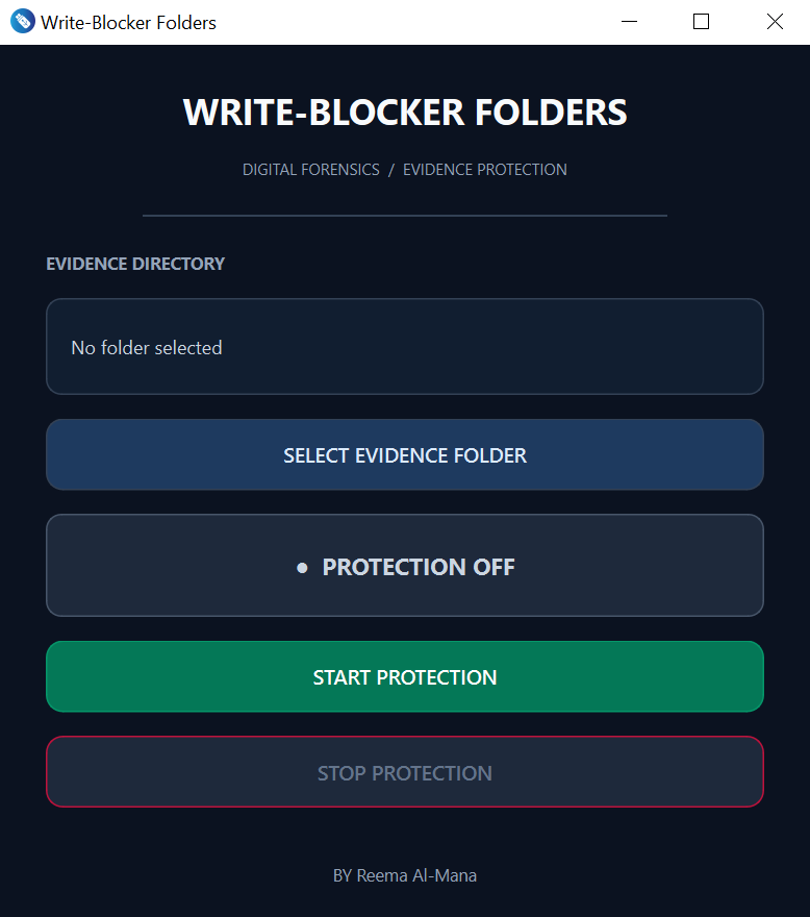 Write-Blocker Folders
WRITE-BLOCKER FOLDERS
DIGITAL FORENSICS / EVIDENCE PROTECTION
EVIDENCE DIRECTORY
No folder selected
SELECT EVIDENCE FOLDER
● PROTECTION OFF
START PROTECTION
STOP PROTECTION
BY Reema Al-Mana